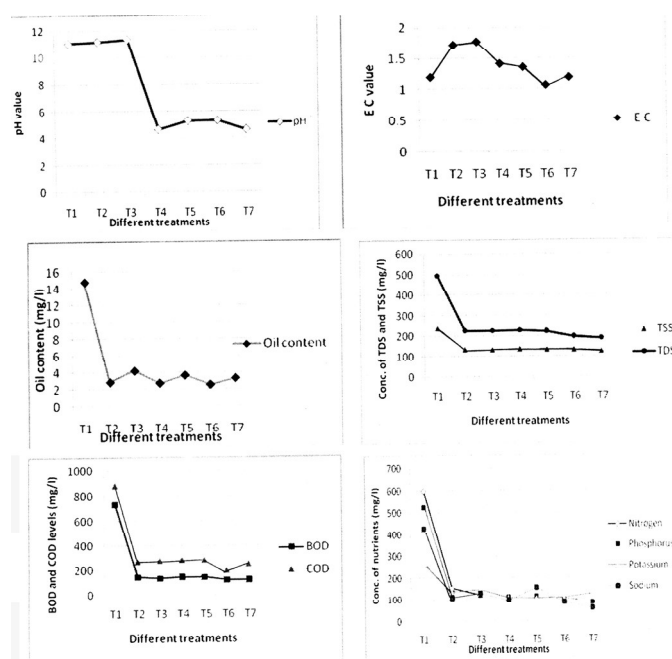 12
10
8
6
4
2
0
pH value
T1 T2 T3 T4 T5 T6 T7
Different treatments
pH
2
1.5
1
0.5
0
EC value
T1 T2 T3 T4 T5 T6 T7
Different treatments
EC
16
14
12
10
8
6
4
2
0
Oil content (mg/l)
T1 T2 T3 T4 T5 T6 T7
Different treatments
Oil content
600
500
400
300
200
100
0
Conc. of TDS and TSS (mg/l)
T1 T2 T3 T4 T5 T6 T7
Different treatments
TSS
TDS
1000
800
600
400
200
0
BOD and COD levels (mg/l)
T1 T2 T3 T4 T5 T6 T7
Different treatments
BOD
COD
700
600
500
400
300
200
100
0
Conc. of nutrients (mg/l)
T1 T2 T3 T4 T5 T6 T7
Different treatments
Nitrogen
Phosphorus
Potassium
Sodium